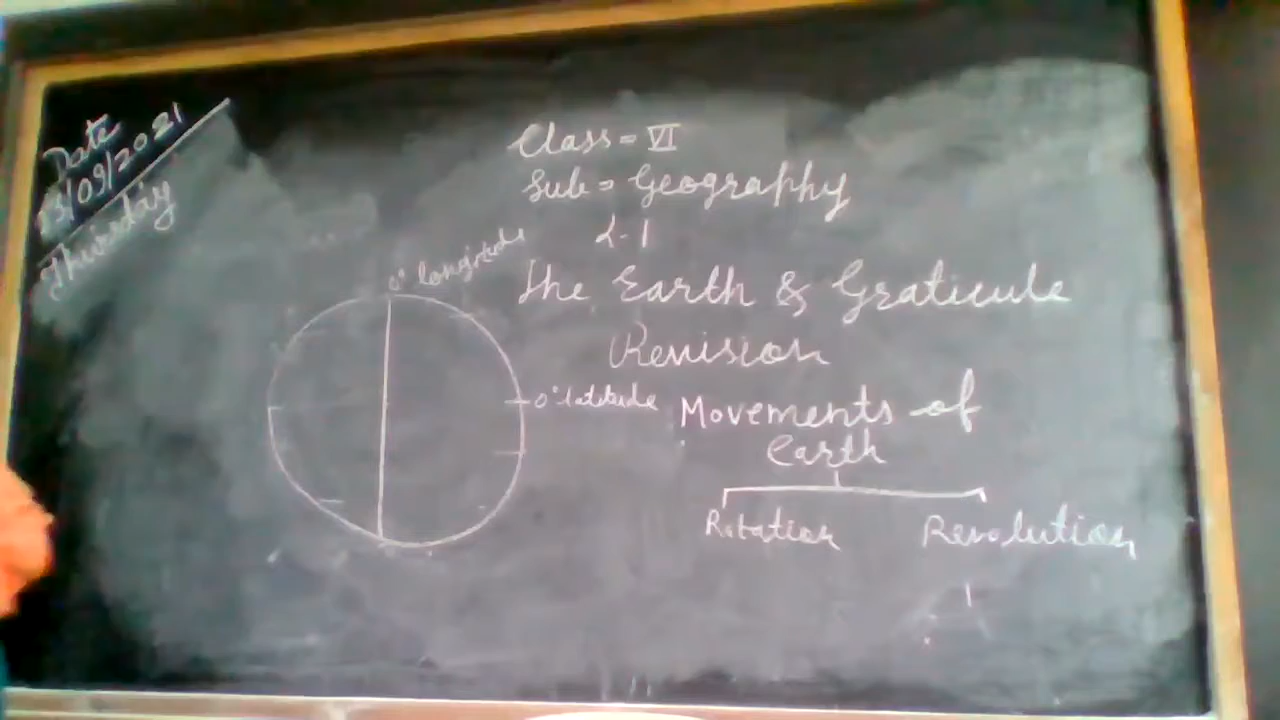 Date
23/09/2021
Thursday
Class = VI
Sub = Geography
L-1
The Earth & Graticule
Revision
0° longitude
0° latitude
Movements of
Earth
Rotation Revolution